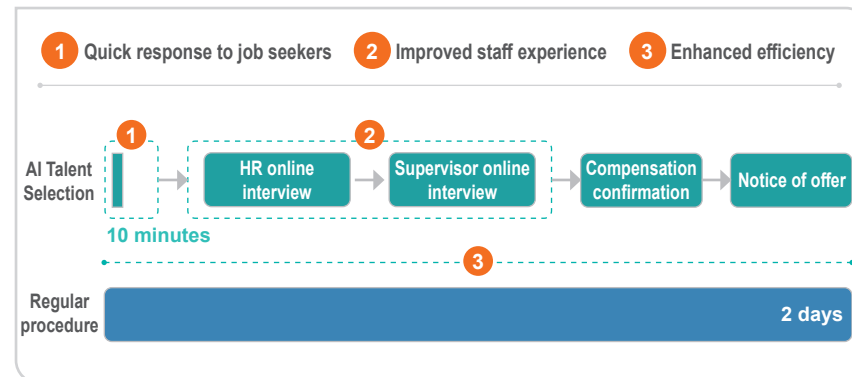 1 Quick response to job seekers
2 Improved staff experience
3 Enhanced efficiency
1
2
AI Talent
Selection
HR online
interview
Supervisor online
interview
Compensation
confirmation
Notice of offer
10 minutes
3
Regular
procedure
2 days